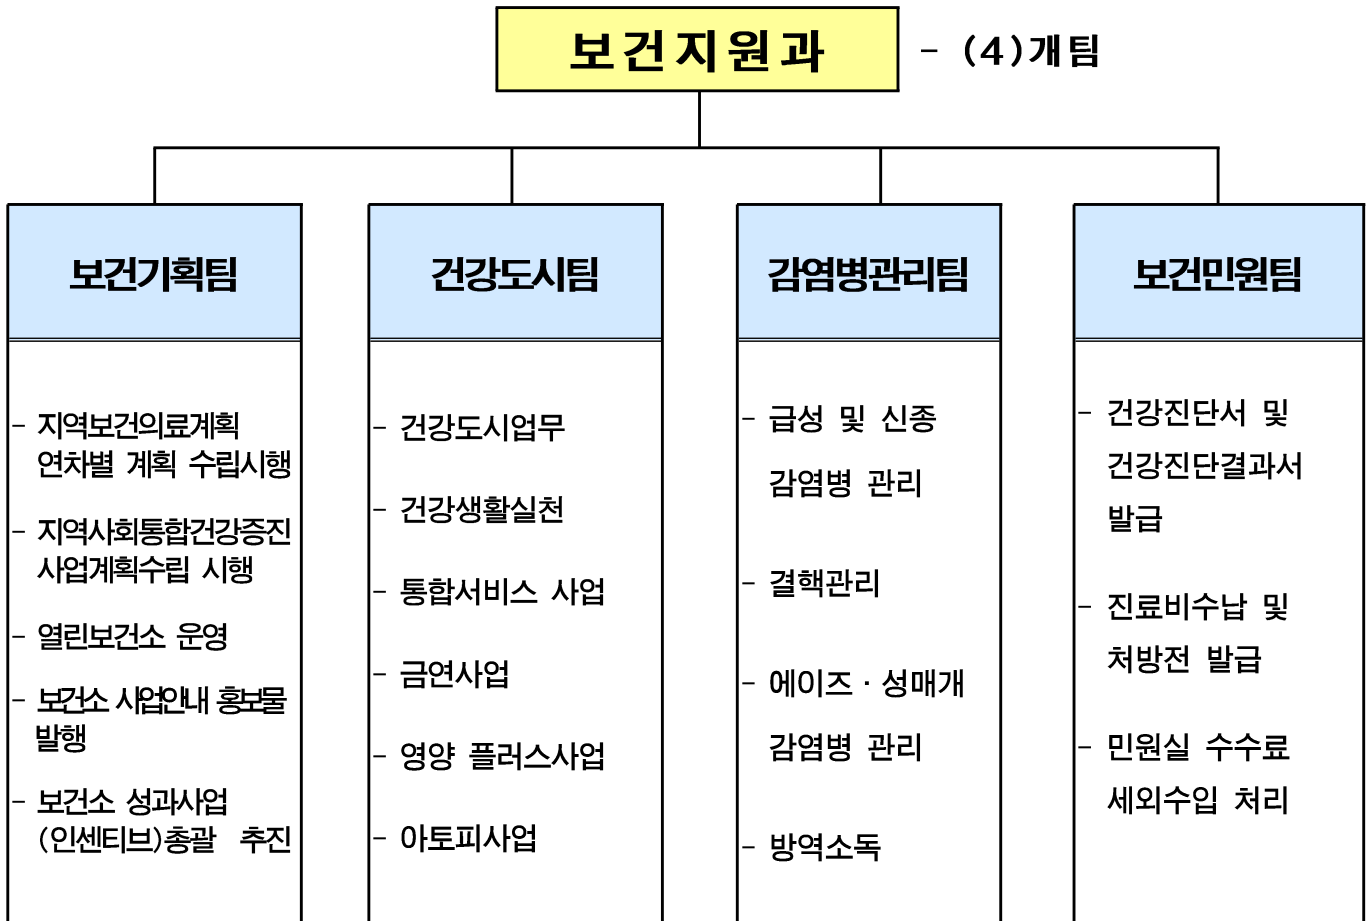 보건지원과 - (4)개팀
보건기획팀
- 지역보건의료계획
연차별 계획 수립시행
- 지역사회통합건강증진
사업계획수립 시행
- 열린보건소 운영
- 보건소 사업안내 홍보물
발행
- 보건소 성과사업
(인센티브)총괄 추진
건강도시팀
- 건강도시업무
- 건강생활실천
- 통합서비스 사업
- 금연사업
- 영양 플러스사업
- 아토피사업
감염병관리팀
- 급성 및 신종
감염병 관리
- 결핵관리
- 에이즈 · 성매개
감염병 관리
- 방역소독
보건민원팀
- 건강진단서 및
건강진단결과서
발급
- 진료비수납 및
처방전 발급
- 민원실 수수료
세외수입 처리